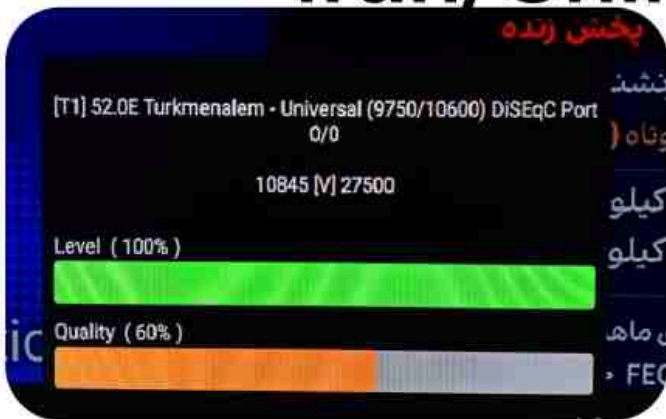 پخش زنده
[T1] 52.0E Turkmenalem - Universal (9750/10600) DiSEqC Port
0/0
10845 [V] 27500
کیلو
کیلو
Level ( 100% )
Quality ( 60% )